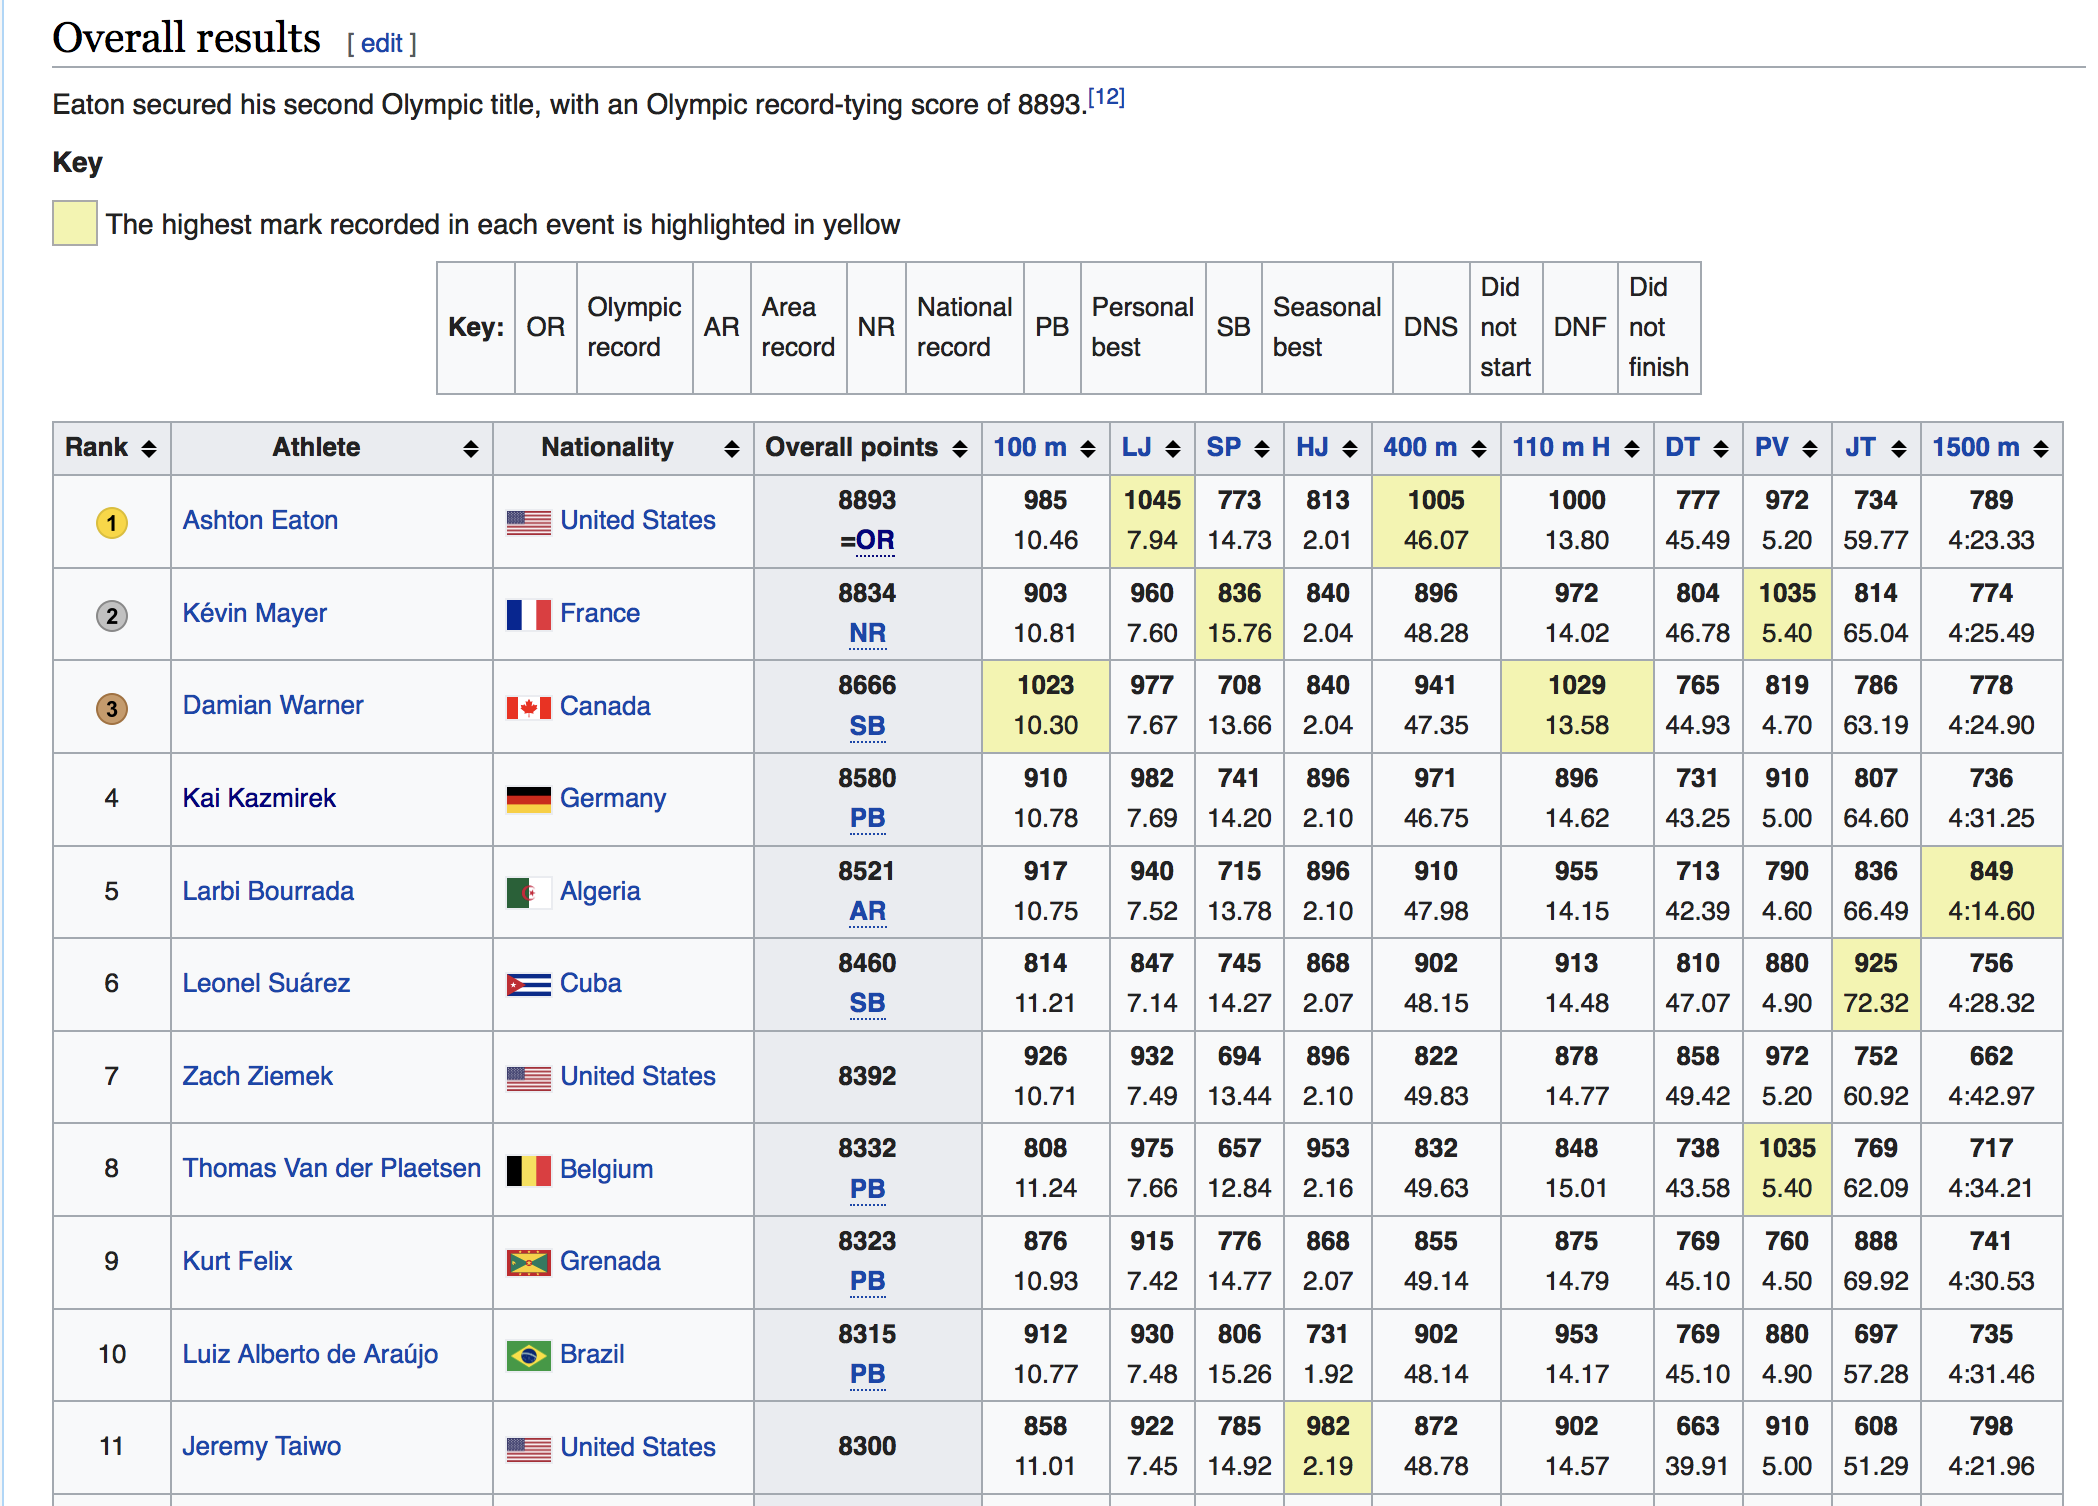 Overall results [ edit ]
Eaton secured his second Olympic title, with an Olympic record-tying score of 8893.[12]
Key
The highest mark recorded in each event is highlighted in yellow
Key: OR Olympic record AR Area record NR National record PB Personal best SB Seasonal best DNS Did not start DNF Did not finish
Rank Athlete Nationality Overall points 100 m LJ SP HJ 400 m 110 m H DT PV JT 1500 m
1 Ashton Eaton United States 8893 985 1045 773 813 1005 1000 777 972 734 789
=OR 10.46 7.94 14.73 2.01 46.07 13.80 45.49 5.20 59.77 4:23.33
2 Kévin Mayer France 8834 903 960 836 840 896 972 804 1035 814 774
NR 10.81 7.60 15.76 2.04 48.28 14.02 46.78 5.40 65.04 4:25.49
3 Damian Warner Canada 8666 1023 977 708 840 941 1029 765 819 786 778
SB 10.30 7.67 13.66 2.04 47.35 13.58 44.93 4.70 63.19 4:24.90
4 Kai Kazmirek Germany 8580 910 982 741 896 971 896 731 910 807 736
PB 10.78 7.69 14.20 2.10 46.75 14.62 43.25 5.00 64.60 4:31.25
5 Larbi Bourrada Algeria 8521 917 940 715 896 910 955 713 790 836 849
AR 10.75 7.52 13.78 2.10 47.98 14.15 42.39 4.60 66.49 4:14.60
6 Leonel Suárez Cuba 8460 814 847 745 868 902 913 810 880 925 756
SB 11.21 7.14 14.27 2.07 48.15 14.48 47.07 4.90 72.32 4:28.32
7 Zach Ziemek United States 8392 926 932 694 896 822 878 858 972 752 662
10.71 7.49 13.44 2.10 49.83 14.77 49.42 5.20 60.92 4:42.97
8 Thomas Van der Plaetsen Belgium 8332 808 975 657 953 832 848 738 1035 769 717
PB 11.24 7.66 12.84 2.16 49.63 15.01 43.58 5.40 62.09 4:34.21
9 Kurt Felix Grenada 8323 876 915 776 868 855 875 769 760 888 741
PB 10.93 7.42 14.77 2.07 49.14 14.79 45.10 4.50 69.92 4:30.53
10 Luiz Alberto de Araújo Brazil 8315 912 930 806 731 902 953 769 880 697 735
PB 10.77 7.48 15.26 1.92 48.14 14.17 45.10 4.90 57.28 4:31.46
11 Jeremy Taiwo United States 8300 858 922 785 982 872 902 663 910 608 798
11.01 7.45 14.92 2.19 48.78 14.57 39.91 5.00 51.29 4:21.96